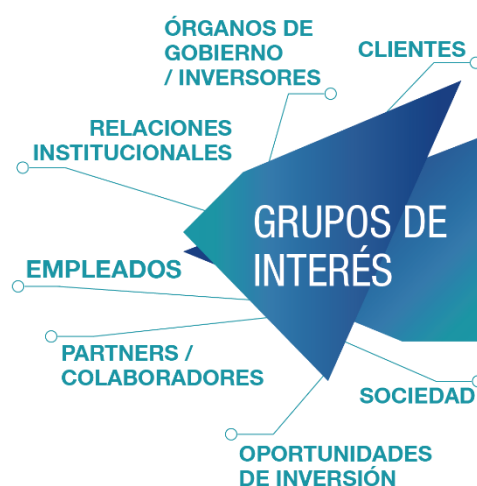 ÓRGANOS DE
GOBIERNO
/ INVERSORES
CLIENTES
RELACIONES
INSTITUCIONALES
GRUPOS DE
INTERÉS
EMPLEADOS
PARTNERS /
COLABORADORES
SOCIEDAD
OPORTUNIDADES
DE INVERSIÓN